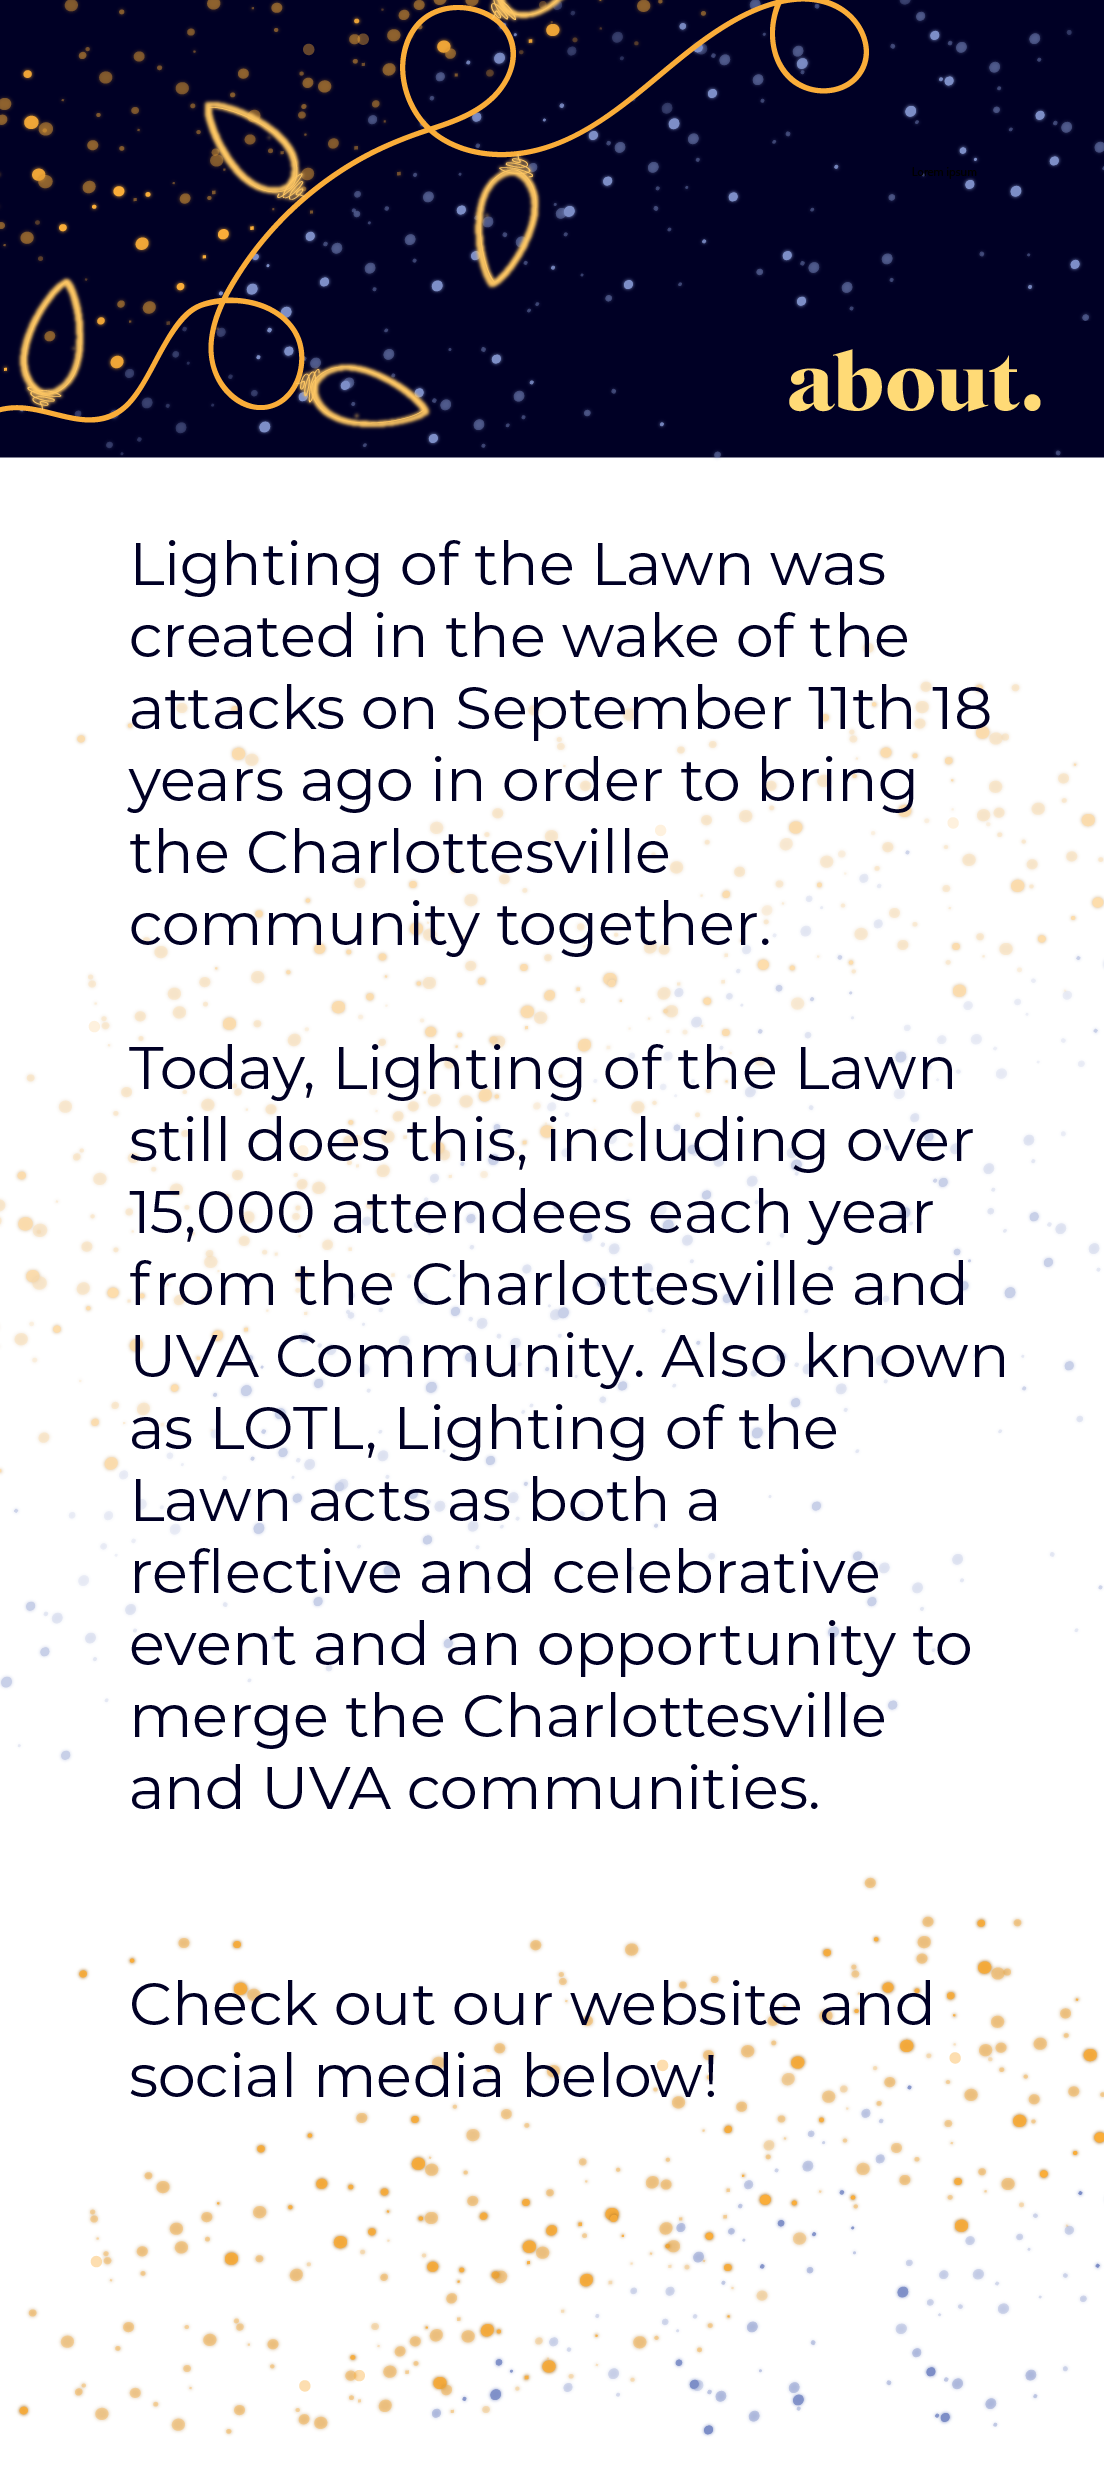 about.
Lighting of the Lawn was
created in the wake of the
attacks on September 11th 18
years ago in order to bring
the Charlottesville
community together.
Today, Lighting of the Lawn
still does this, including over
15,000 attendees each year
from the Charlottesville and
UVA Community. Also known
as LOTL, Lighting of the
Lawn acts as both a
reflective and celebrative
event and an opportunity to
merge the Charlottesville
and UVA communities.
Check out our website and
social media below!